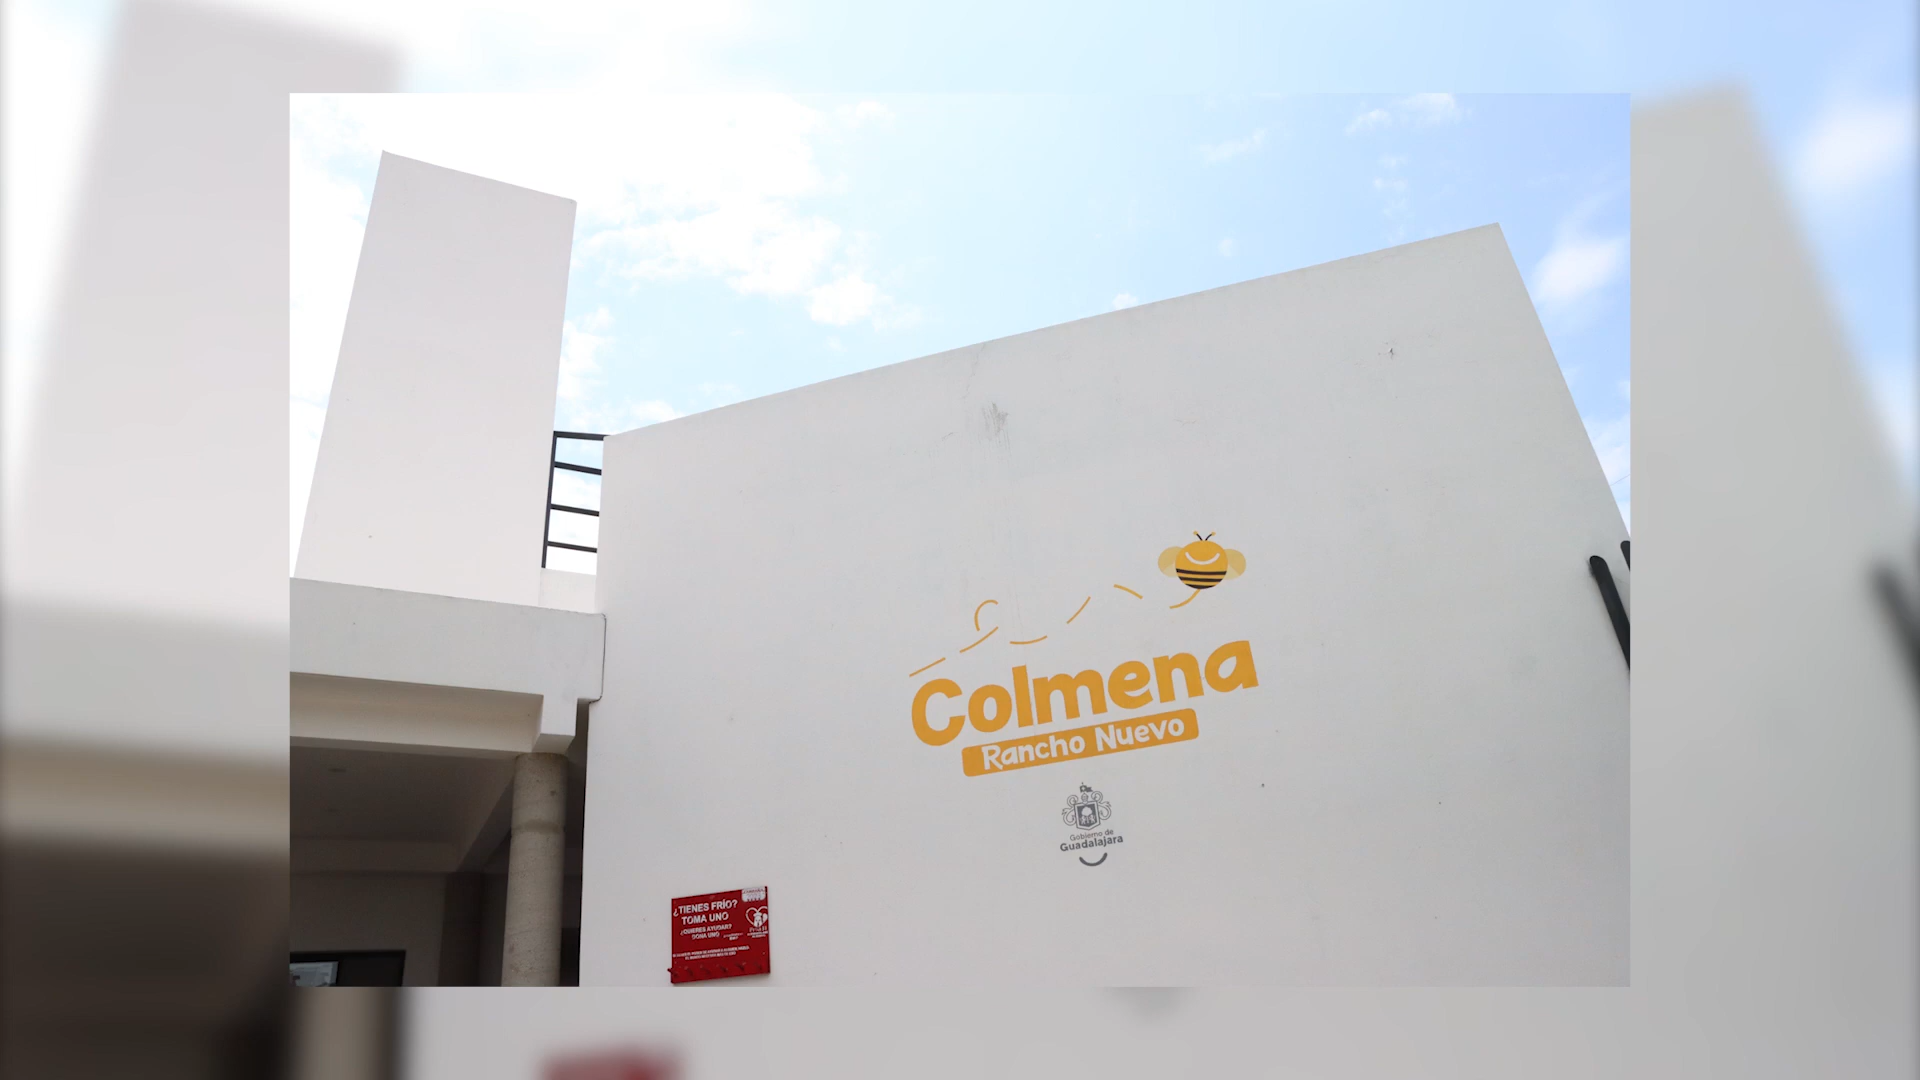 Colmena
Rancho Nuevo
Gobierno de
Guadalajara
¿TIENES FRÍO?
TOMA UNO
¿QUIERES AYUDAR?
DONA UNO